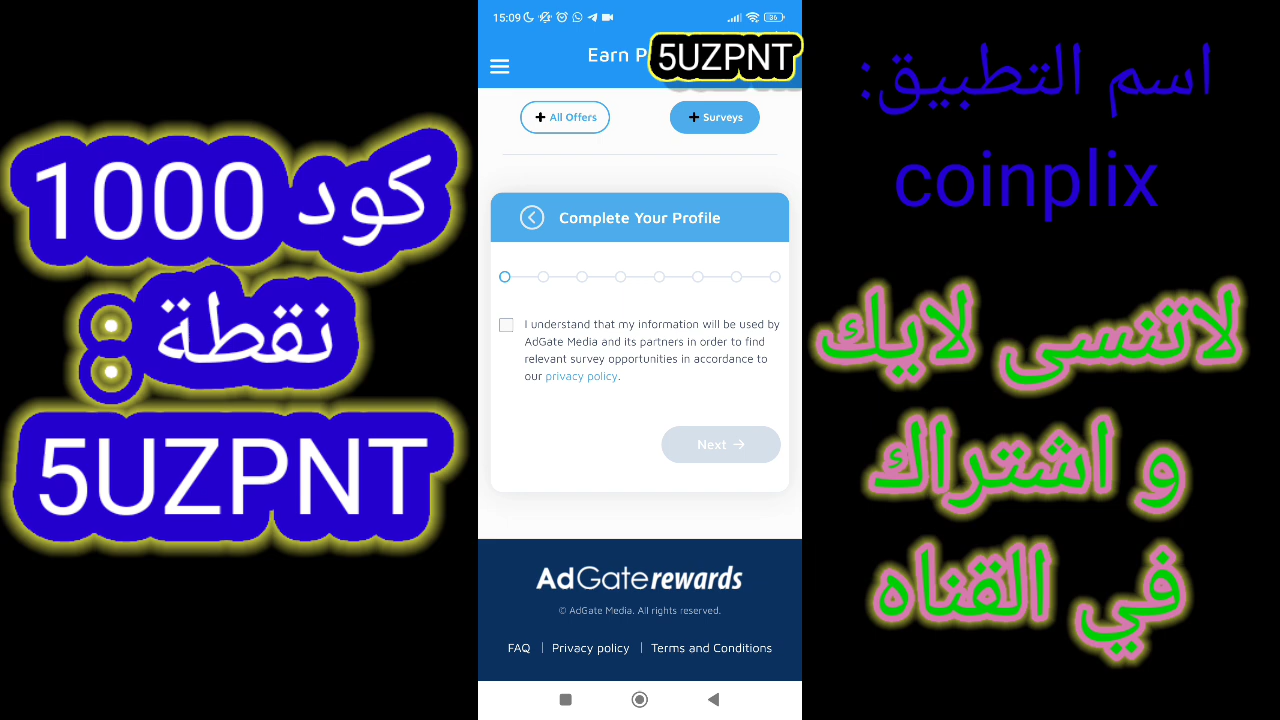 كود 1000
نقطة :
5UZPNT
15:09
86
Earn P
5UZPNT
+ All Offers
+ Surveys
Complete Your Profile
I understand that my information will be used by
AdGate Media and its partners in order to find
relevant survey opportunities in accordance to
our privacy policy.
Next →
AdGate rewards
© AdGate Media. All rights reserved.
FAQ | Privacy policy | Terms and Conditions
اسم التطبيق:
coinplix
لاتنسى لايك
و اشتراك
في القناه